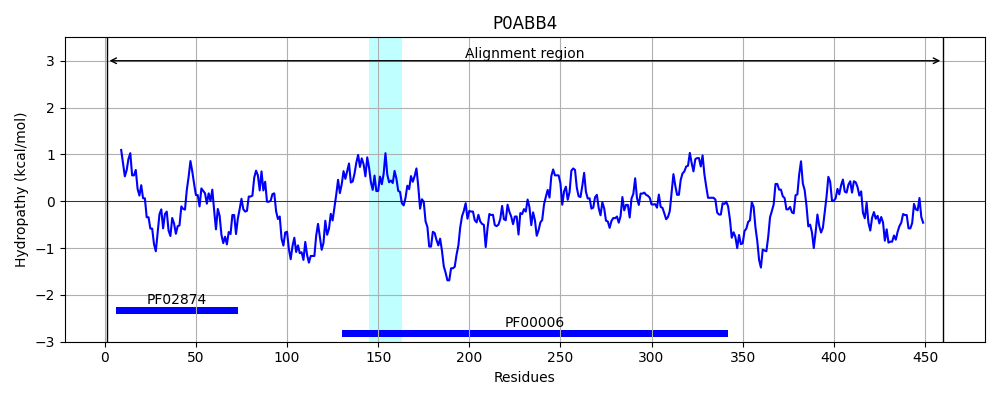 P0ABB4
Hydropathy (kcal/mol)
3
2
1
0
−1
−2
−3
Alignment region
PF02874
PF00006
0 50 100 150 200 250 300 350 400 450
Residues